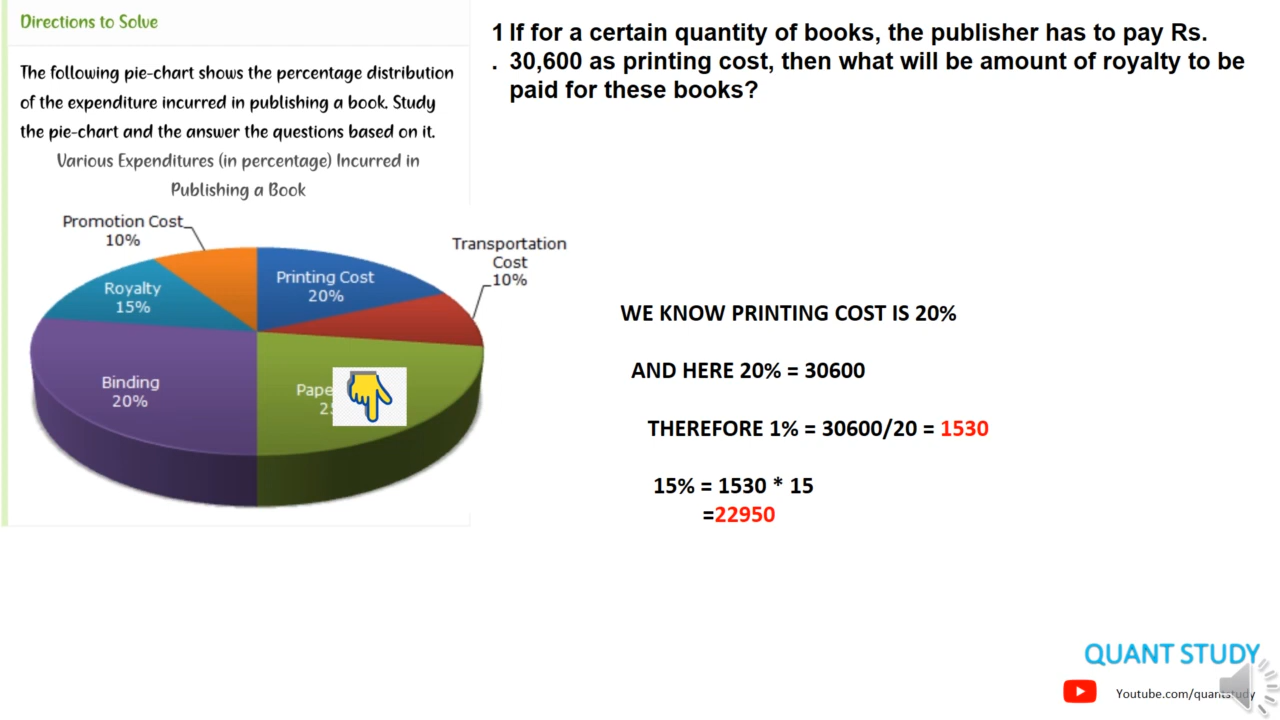 Directions to Solve
The following pie-chart shows the percentage distribution
of the expenditure incurred in publishing a book. Study
the pie-chart and the answer the questions based on it.
Various Expenditures (in percentage) Incurred in
Publishing a Book
Promotion Cost
10%
Transportation
Cost
10%
Printing Cost
20%
Royalty
15%
Binding
20%
1 If for a certain quantity of books, the publisher has to pay Rs.
. 30,600 as printing cost, then what will be amount of royalty to be
paid for these books?
WE KNOW PRINTING COST IS 20%
AND HERE 20% = 30600
THEREFORE 1% = 30600/20 = 1530
15% = 1530 * 15
=22950
QUANT STUDY
Youtube.com/quantstudy